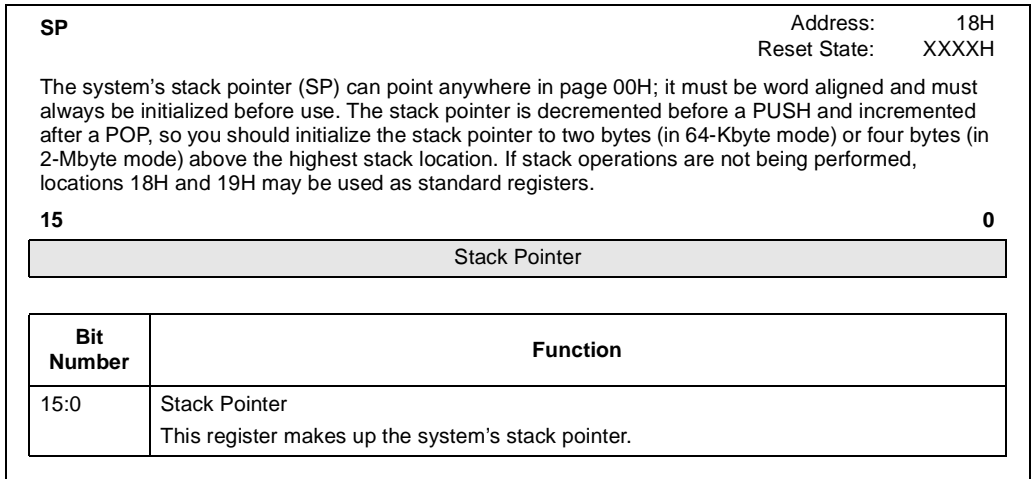 SP Address: 18H
Reset State: XXXXH
The system’s stack pointer (SP) can point anywhere in page 00H; it must be word aligned and must
always be initialized before use. The stack pointer is decremented before a PUSH and incremented
after a POP, so you should initialize the stack pointer to two bytes (in 64-Kbyte mode) or four bytes (in
2-Mbyte mode) above the highest stack location. If stack operations are not being performed,
locations 18H and 19H may be used as standard registers.
15 0
Stack Pointer
Bit
Number
Function
15:0 Stack Pointer
This register makes up the system’s stack pointer.